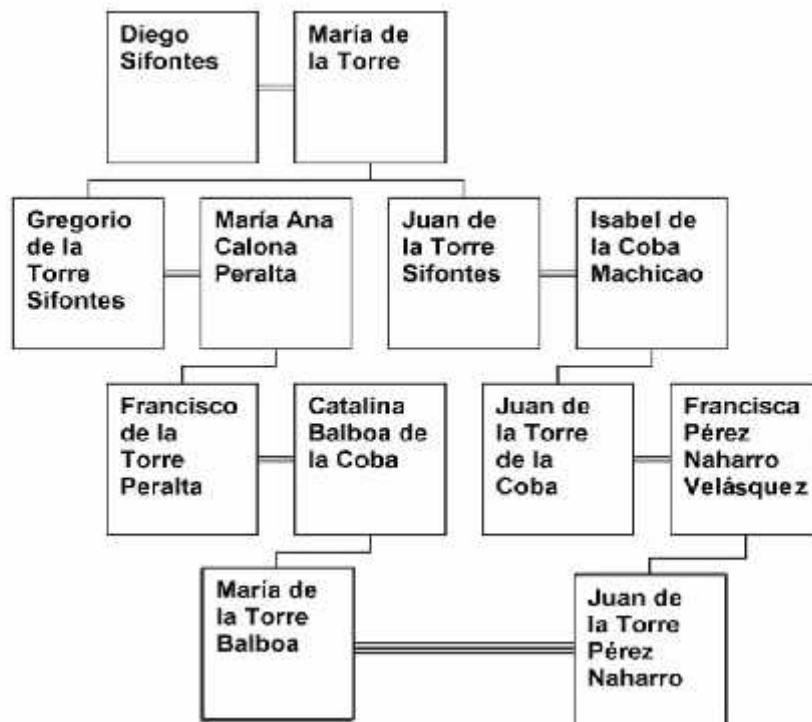 Diego
Sifontes
María de
la Torre
Gregorio
de la
Torre
Sifontes
María Ana
Calona
Peralta
Juan de
la Torre
Sifontes
Isabel de
la Coba
Machicao
Francisco
de la
Torre
Peralta
Catalina
Balboa de
la Coba
Juan de
la Torre
de la
Coba
Francisca
Pérez
Naharro
Velásquez
María de
la Torre
Balboa
Juan de
la Torre
Pérez
Naharro